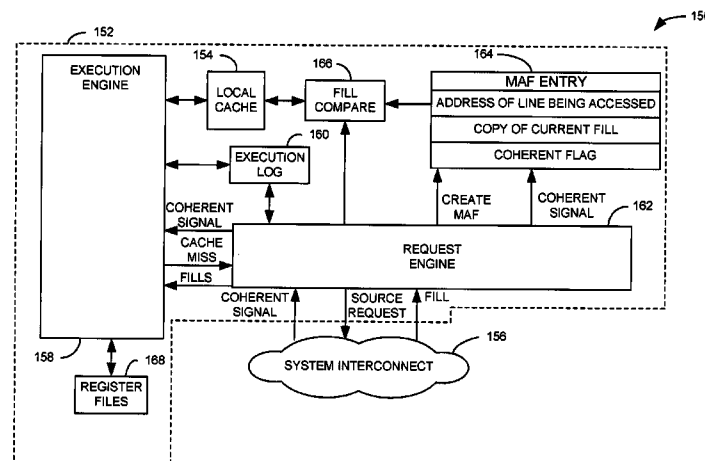 150
152
EXECUTION
ENGINE
154
LOCAL
CACHE
166
FILL
COMPARE
164
MAF ENTRY
ADDRESS OF LINE BEING ACCESSED
COPY OF CURRENT FILL
COHERENT FLAG
160
EXECUTION
LOG
COHERENT
SIGNAL
CACHE
MISS
FILLS
CREATE
MAF
COHERENT
SIGNAL
162
REQUEST
ENGINE
COHERENT
SIGNAL
SOURCE
REQUEST
FILL
156
SYSTEM INTERCONNECT
158
168
REGISTER
FILES